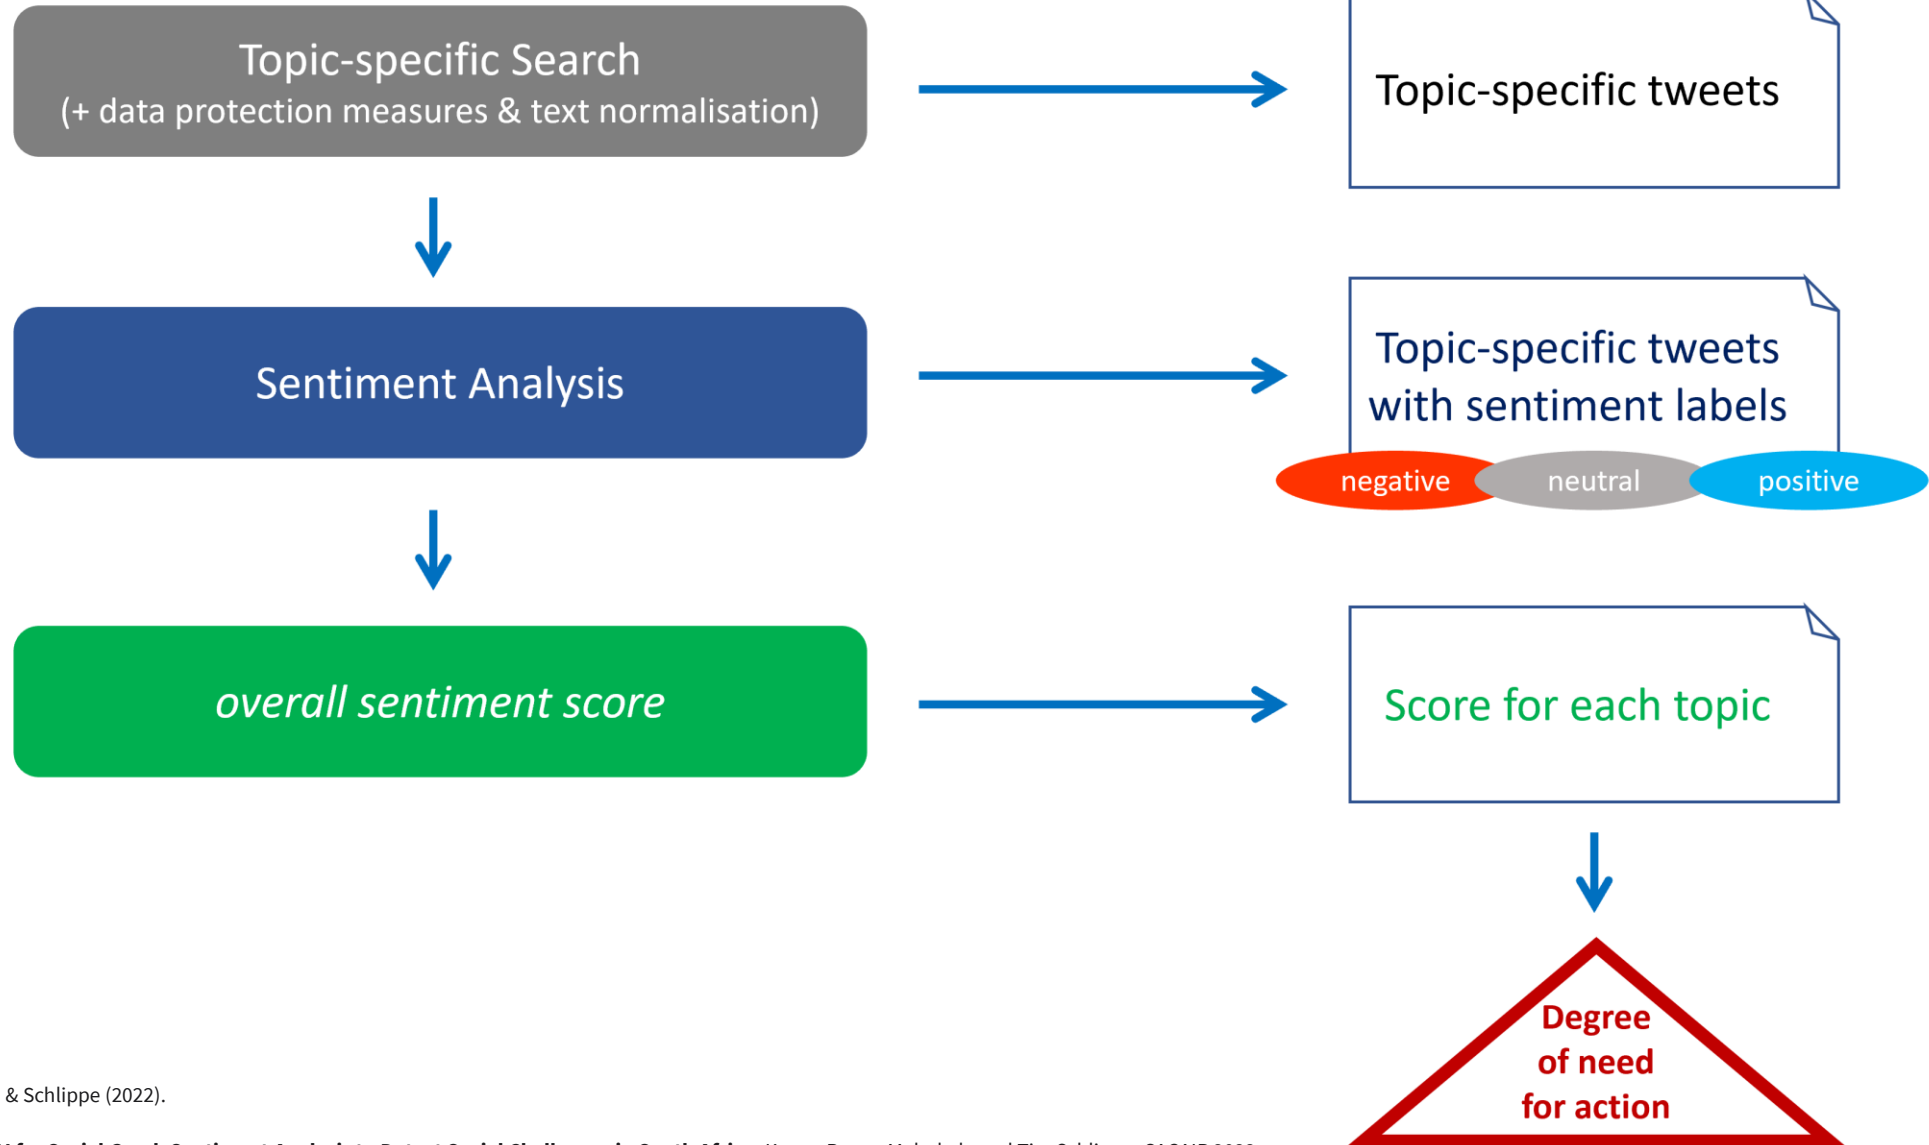 Topic-specific Search
(+ data protection measures & text normalisation)
Topic-specific tweets
Sentiment Analysis
Topic-specific tweets
with sentiment labels
negative
neutral
positive
overall sentiment score
Score for each topic
Degree
of need
for action
& Schlippe (2022).